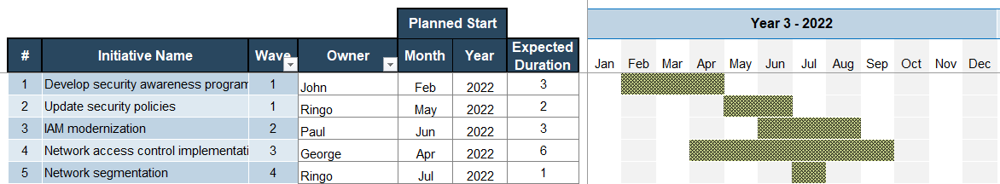 Planned Start
Year 3 - 2022
# Initiative Name Wave Owner Month Year Expected Duration Jan Feb Mar Apr May Jun Jul Aug Sep Oct Nov Dec
1 Develop security awareness program 1 John Feb 2022 3
2 Update security policies 1 Ringo May 2022 2
3 IAM modernization 2 Paul Jun 2022 3
4 Network access control implementati 3 George Apr 2022 6
5 Network segmentation 4 Ringo Jul 2022 1